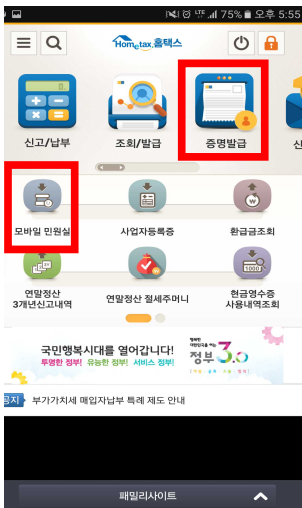 75% 오후 5:55
Hometax. 홈택스
신고/납부
조회/발급
증명발급
신
모바일 민원실
사업자등록증
환급금조회
연말정산
3개년신고내역
연말정산 절세주머니
현금영수증
사용내역조회
국민행복시대를 열어갑니다!
투명한 정부! 유능한 정부! 서비스 정부!
정부 3.0
공지 부가가치세 매입자납부 특례 제도 안내
패밀리사이트